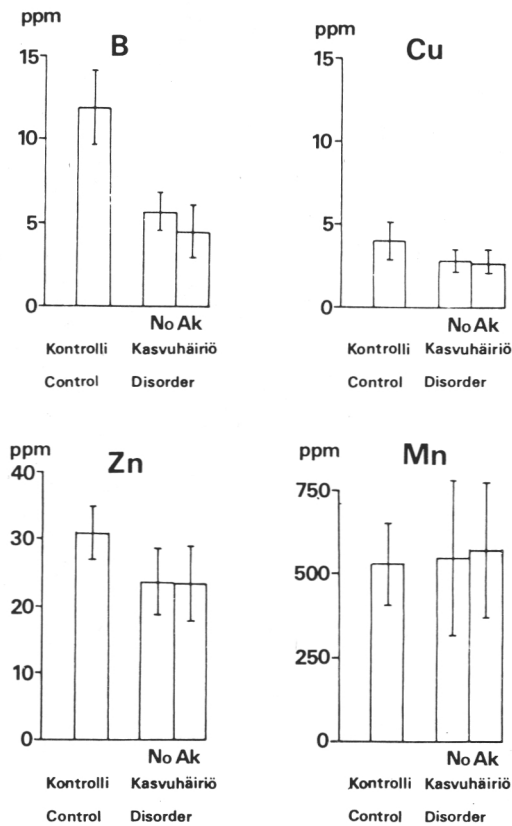 ppm
B
15
10
5
0
No Ak
Kontrolli Kasvuhäiriö
Control Disorder
ppm
Cu
15
10
5
0
No Ak
Kontrolli Kasvuhäiriö
Control Disorder
ppm
Zn
40
30
20
10
0
No Ak
Kontrolli Kasvuhäiriö
Control Disorder
ppm
Mn
750
500
250
0
No Ak
Kontrolli Kasvuhäiriö
Control Disorder